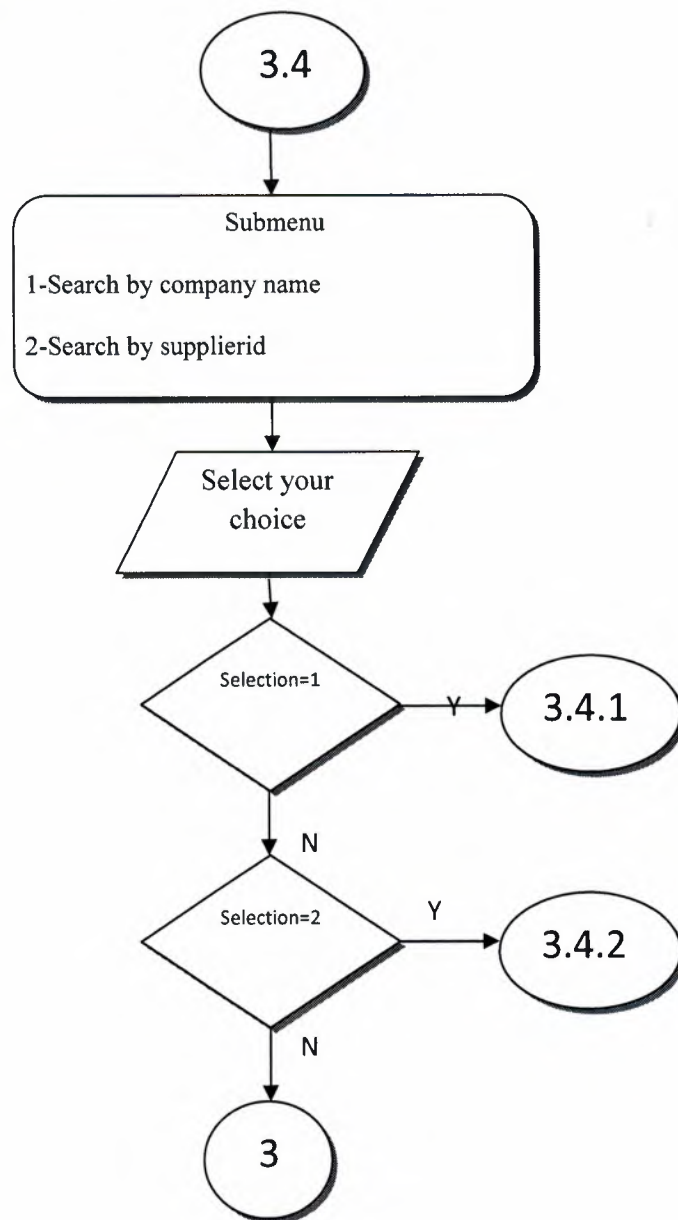 3.4
Submenu
1-Search by company name
2-Search by supplierid
Select your
choice
Selection=1
Y
3.4.1
N
Selection=2
Y
3.4.2
N
3